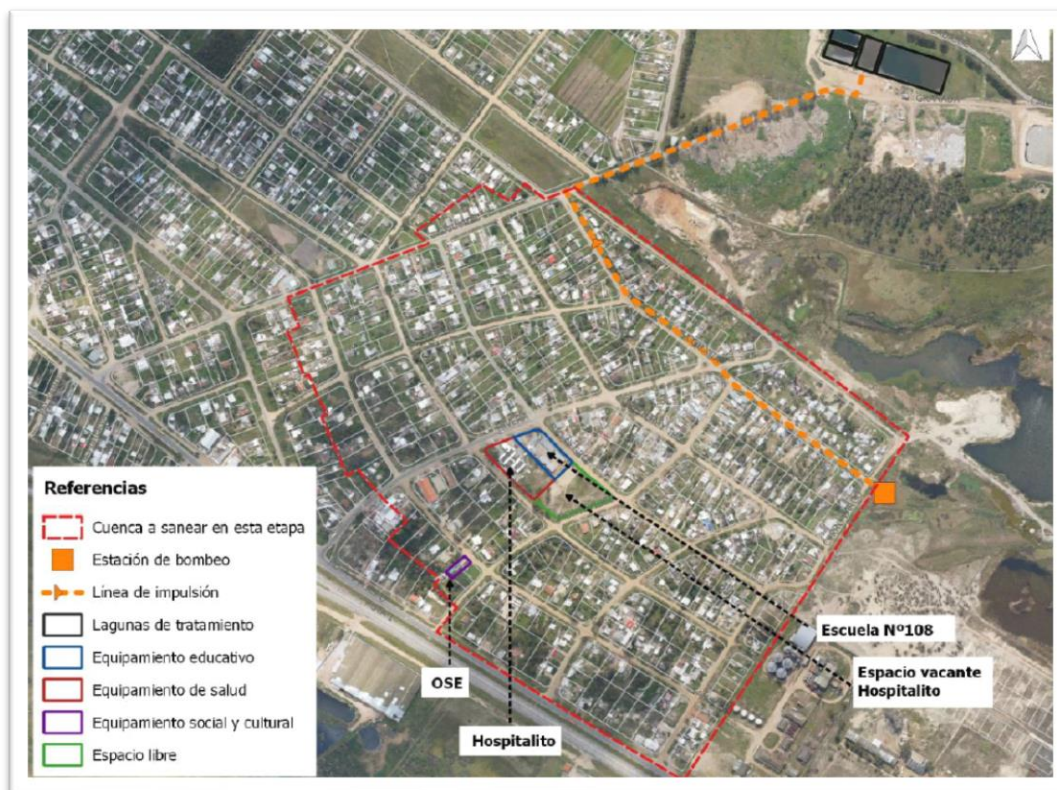 Referencias
Cuenca a sanear en esta etapa
Estación de bombeo
Línea de impulsión
Lagunas de tratamiento
Equipamiento educativo
Equipamiento de salud
Equipamiento social y cultural
Espacio libre
OSE
Hospitalito
Escuela Nº108
Espacio vacante
Hospitalito